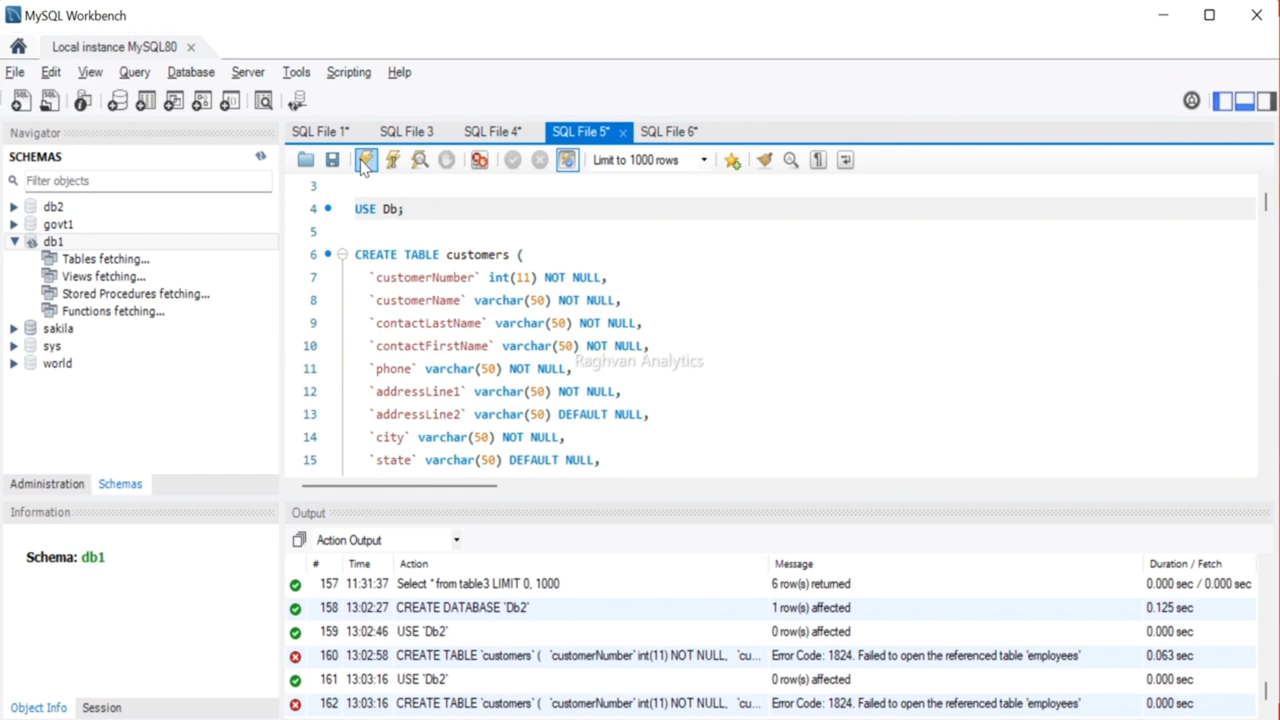 MySQL Workbench
Local instance MySQL80
File Edit View Query Database Server Tools Scripting Help
Navigator
SCHEMAS
Filter objects
db2
govt1
db1
Tables fetching...
Views fetching...
Stored Procedures fetching...
Functions fetching...
sakila
sys
world
Administration Schemas
Information
Schema: db1
Object Info Session
SQL File 1* SQL File 3 SQL File 4* SQL File 5* SQL File 6*
Limit to 1000 rows
3
4 USE Db;
5
6 CREATE TABLE customers (
7 `customerNumber` int(11) NOT NULL,
8 `customerName` varchar(50) NOT NULL,
9 `contactLastName` varchar(50) NOT NULL,
10 `contactFirstName` varchar(50) NOT NULL,
Raghvan Analytics
11 `phone` varchar(50) NOT NULL,
12 `addressLine1` varchar(50) NOT NULL,
13 `addressLine2` varchar(50) DEFAULT NULL,
14 `city` varchar(50) NOT NULL,
15 `state` varchar(50) DEFAULT NULL,
Output
Action Output
# Time Action Message Duration / Fetch
157 11:31:37 Select * from table3 LIMIT 0, 1000 6 row(s) returned 0.000 sec / 0.000 sec
158 13:02:27 CREATE DATABASE `Db2` 1 row(s) affected 0.125 sec
159 13:02:46 USE `Db2` 0 row(s) affected 0.000 sec
160 13:02:58 CREATE TABLE `customers` ( `customerNumber` int(11) NOT NULL, `cu... Error Code: 1824. Failed to open the referenced table 'employees' 0.063 sec
161 13:03:16 USE `Db2` 0 row(s) affected 0.000 sec
162 13:03:16 CREATE TABLE `customers` ( `customerNumber` int(11) NOT NULL, `cu... Error Code: 1824. Failed to open the referenced table 'employees' 0.000 sec